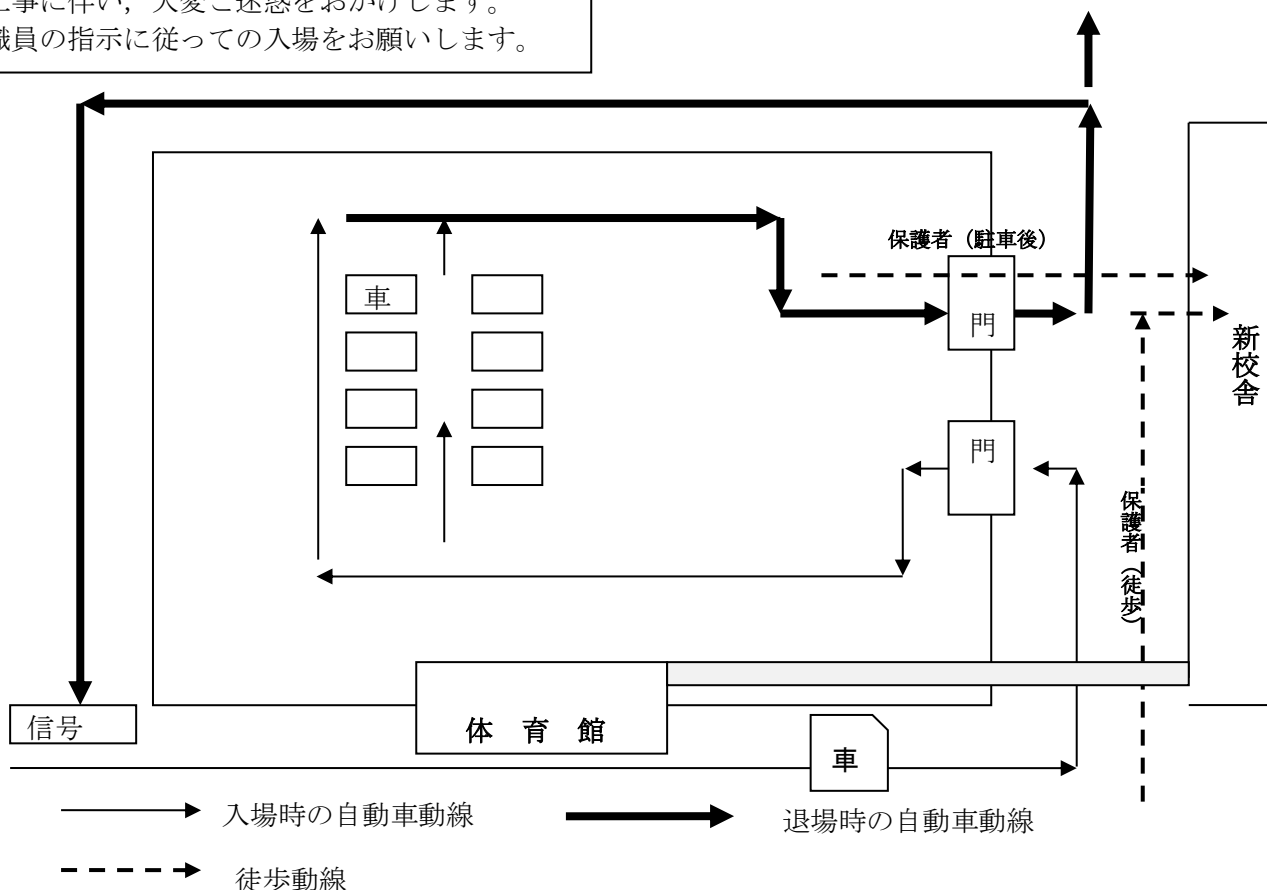 工事に伴い，大変ご迷惑をおかけします。
職員の指示に従っての入場をお願いします。
保護者（駐車後）
車
門
新校舎
門
保護者（徒歩）
信号
体　育　館
車
入場時の自動車動線
退場時の自動車動線
徒歩動線